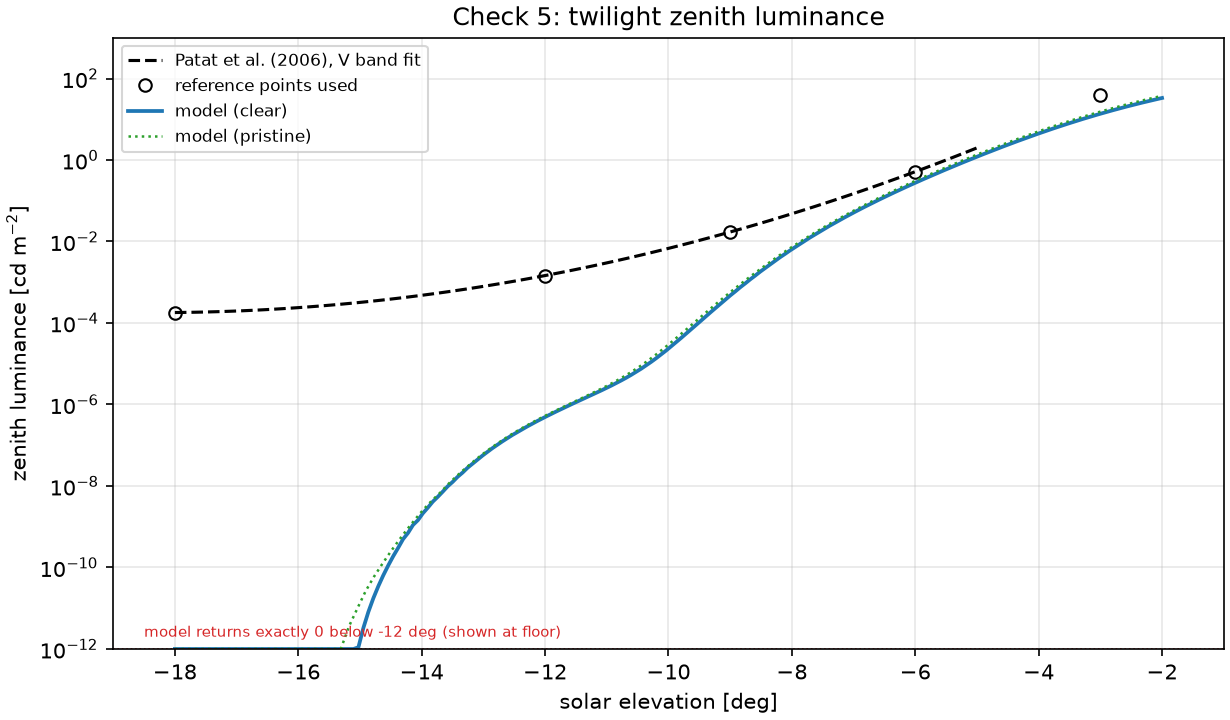 Check 5: twilight zenith luminance
Patat et al. (2006), V band fit
reference points used
model (clear)
model (pristine)
zenith luminance [cd m⁻²]
10²
10⁰
10⁻²
10⁻⁴
10⁻⁶
10⁻⁸
10⁻¹⁰
10⁻¹²
model returns exactly 0 below -12 deg (shown at floor)
−18 −16 −14 −12 −10 −8 −6 −4 −2
solar elevation [deg]